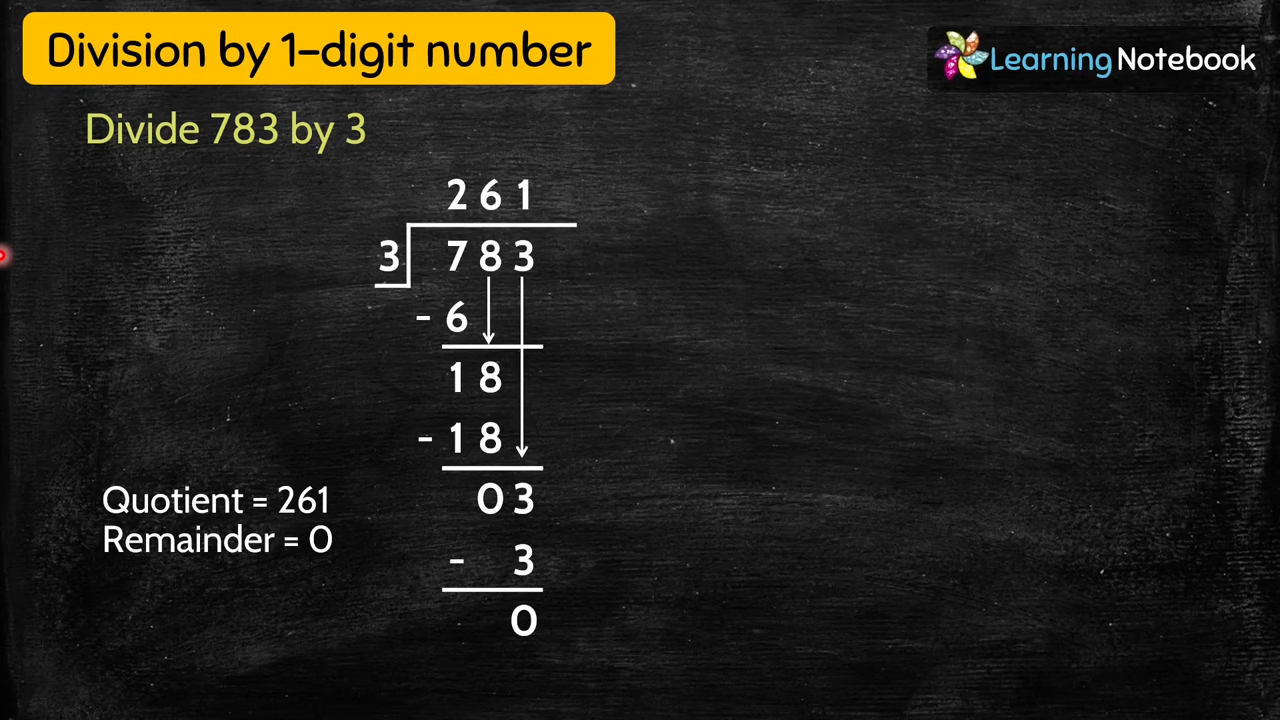 Division by 1-digit number
Learning Notebook
Divide 783 by 3
2 6 1
3 7 8 3
- 6
1 8
- 1 8
0 3
- 3
0
Quotient = 261
Remainder = 0